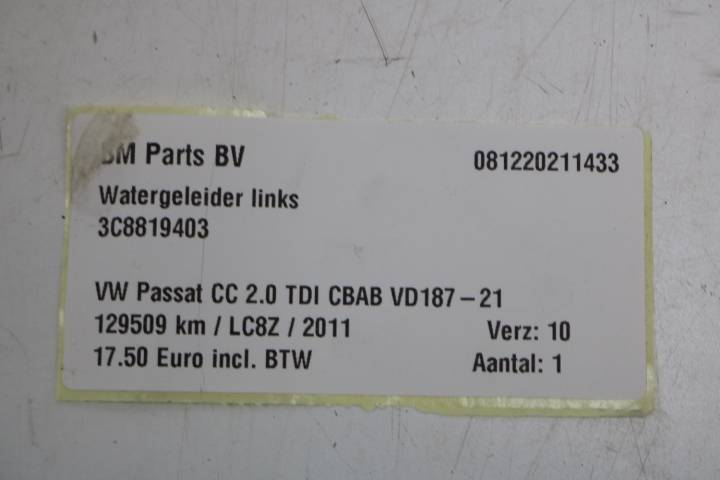 BM Parts BV 081220211433
Watergeleider links
3C8819403
VW Passat CC 2.0 TDI CBAB VD187-21
129509 km / LC8Z / 2011 Verz: 10
17.50 Euro incl. BTW Aantal: 1